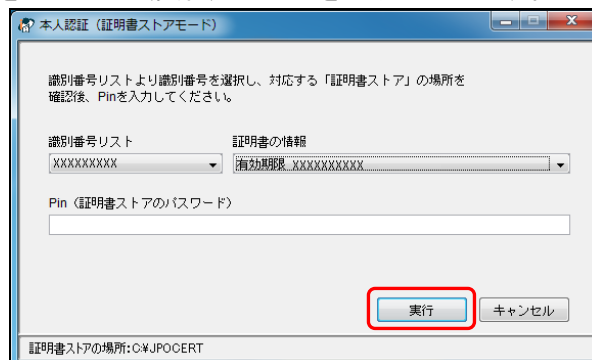 本人認証（証明書ストアモード）
識別番号リストより識別番号を選択し、対応する「証明書ストア」の場所を
確認後、Pinを入力してください。
識別番号リスト 証明書の情報
XXXXXXXXX 有効期限 XXXXXXXXXX
Pin（証明書ストアのパスワード）
実行 キャンセル
証明書ストアの場所:C:¥JPOCERT